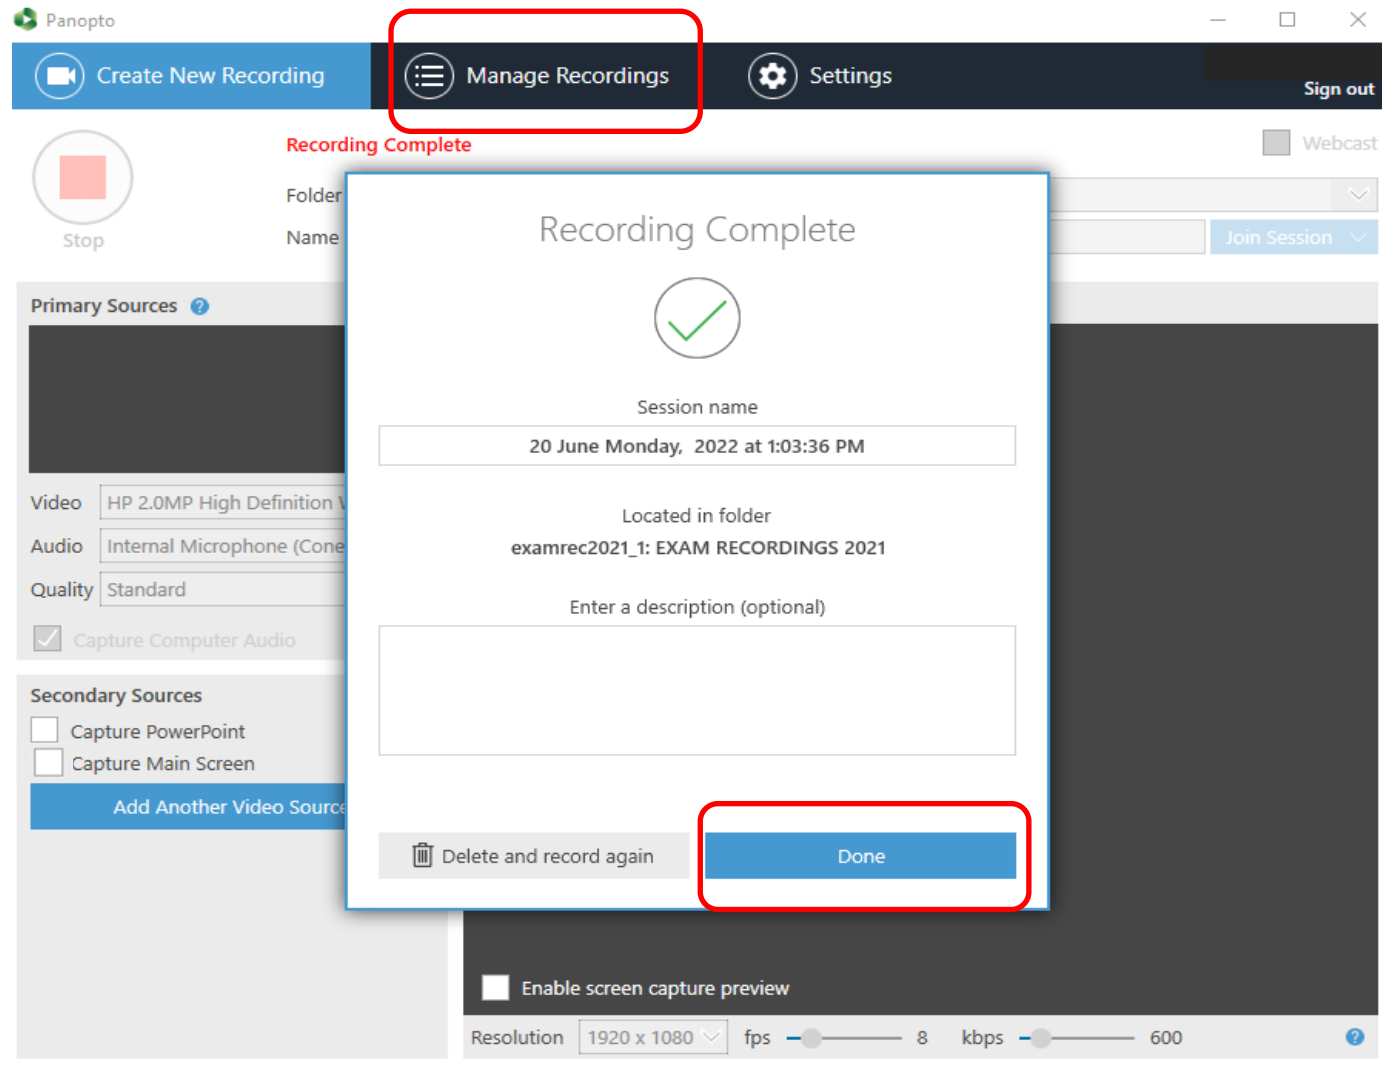 Panopto
Create New Recording
Manage Recordings
Settings
Sign out
Recording Complete
Webcast
Folder
Stop
Name
Join Session
Recording Complete
Primary Sources
Session name
20 June Monday, 2022 at 1:03:36 PM
Video HP 2.0MP High Definition
Located in folder
Audio Internal Microphone (Cone
examrec2021_1: EXAM RECORDINGS 2021
Quality Standard
Enter a description (optional)
Capture Computer Audio
Secondary Sources
Capture PowerPoint
Capture Main Screen
Add Another Video Source
Delete and record again
Done
Enable screen capture preview
Resolution 1920 x 1080 fps 8 kbps 600